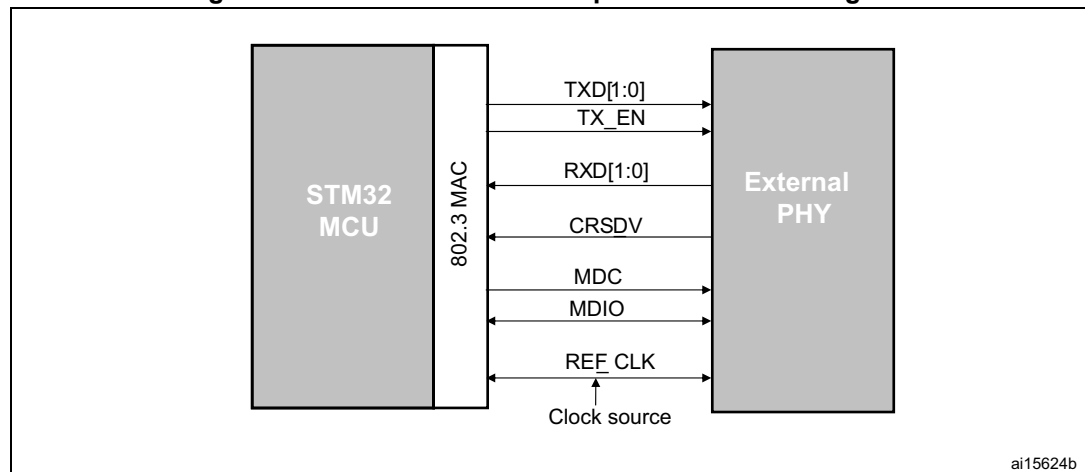 STM32
MCU
802.3 MAC
TXD[1:0]
TX_EN
RXD[1:0]
CRSDV
MDC
MDIO
REF_CLK
Clock source
External
PHY
ai15624b